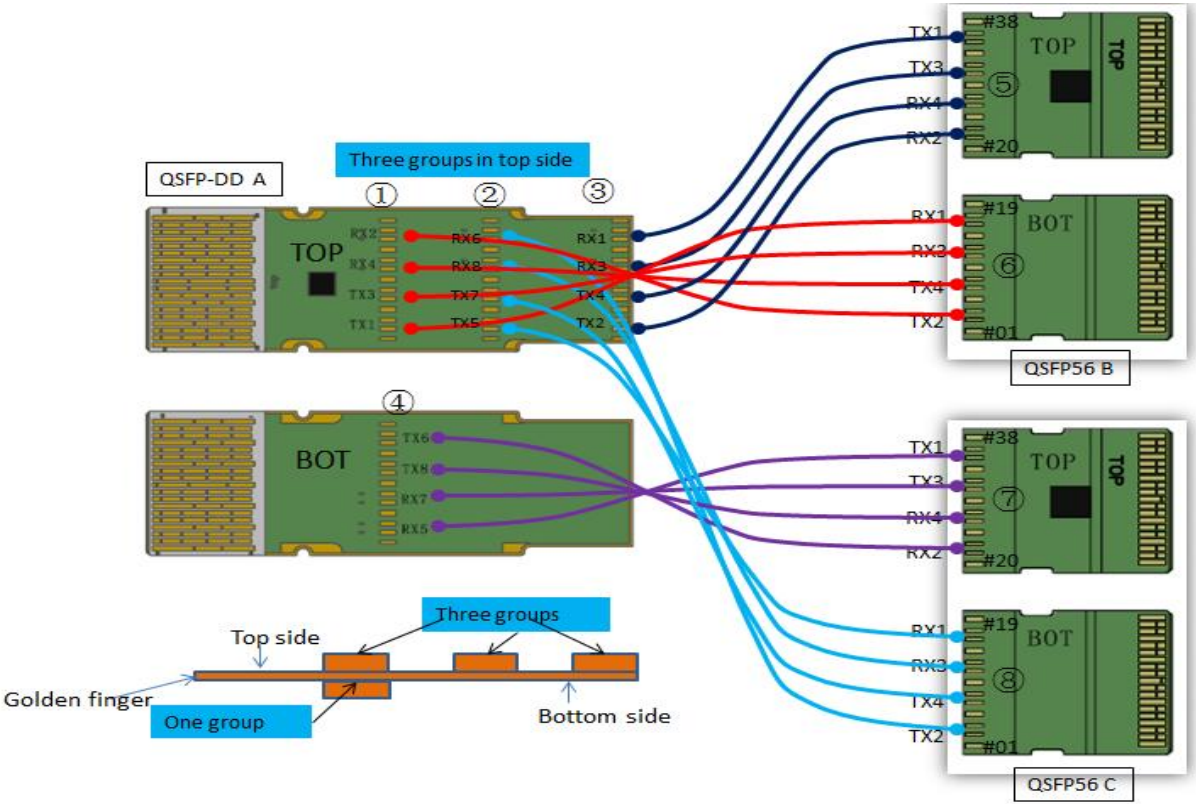 QSFP-DD A
Three groups in top side
①
②
③
TOP
RX2
RX4
TX3
TX1
RX6
RX8
TX7
TX5
RX1
RX3
TX4
TX2
④
BOT
TX6
TX8
RX7
RX5
TX1
TX3
RX4
RX2
#38
TOP
TOP
⑤
#20
RX1
RX3
TX4
TX2
#19
BOT
⑥
#01
QSFP56 B
TX1
TX3
RX4
RX2
#38
TOP
TOP
⑦
#20
RX1
RX3
TX4
TX2
#19
BOT
⑧
#01
QSFP56 C
Three groups
Top side
Golden finger
One group
Bottom side